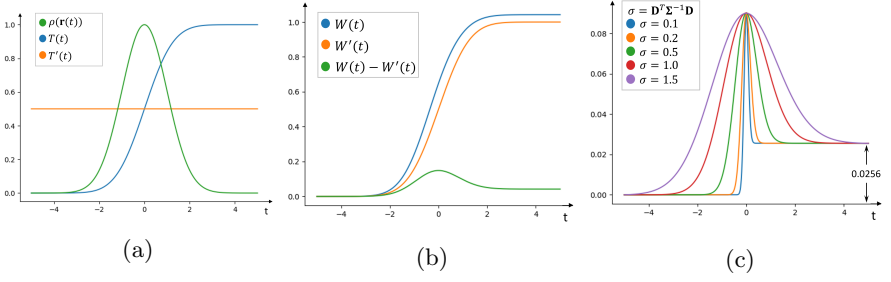 ρ(r(t))
T(t)
T′(t)
1.0
0.8
0.6
0.4
0.2
0.0
−4
−2
0
2
4
t
(a)
W(t)
W′(t)
W(t) − W′(t)
1.0
0.8
0.6
0.4
0.2
0.0
−4
−2
0
2
4
t
(b)
σ = DᵀΣ⁻¹D
σ = 0.1
σ = 0.2
σ = 0.5
σ = 1.0
σ = 1.5
0.08
0.06
0.04
0.02
0.00
0.0256
−4
−2
0
2
4
t
(c)